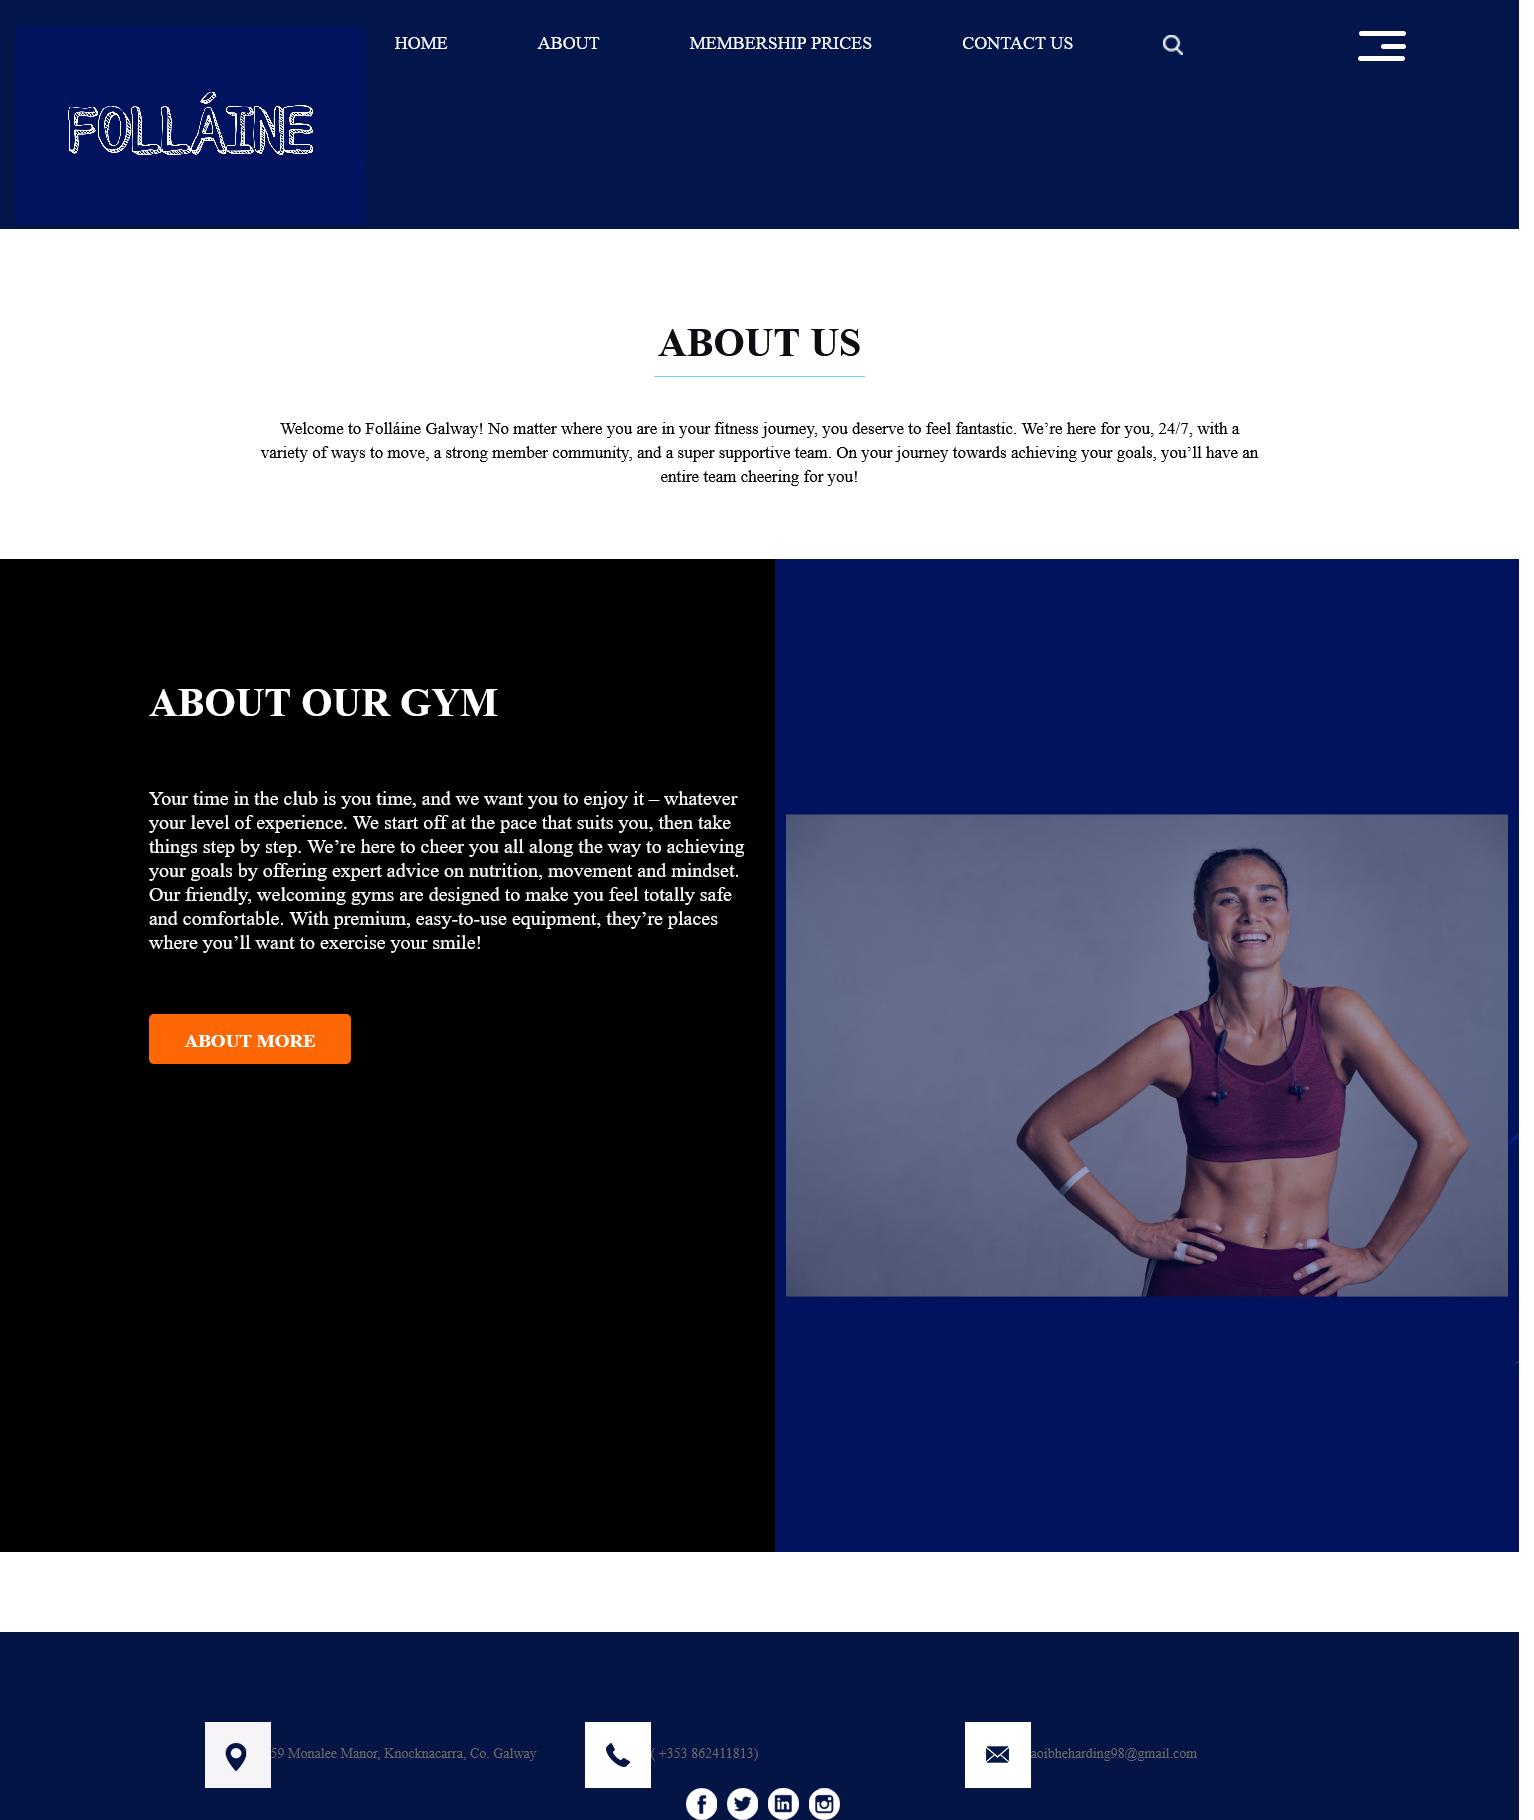 HOME ABOUT MEMBERSHIP PRICES CONTACT US
FOLLÁINE
ABOUT US
Welcome to Folláine Galway! No matter where you are in your fitness journey, you deserve to feel fantastic. We’re here for you, 24/7, with a
variety of ways to move, a strong member community, and a super supportive team. On your journey towards achieving your goals, you’ll have an
entire team cheering for you!
ABOUT OUR GYM
Your time in the club is you time, and we want you to enjoy it – whatever
your level of experience. We start off at the pace that suits you, then take
things step by step. We’re here to cheer you all along the way to achieving
your goals by offering expert advice on nutrition, movement and mindset.
Our friendly, welcoming gyms are designed to make you feel totally safe
and comfortable. With premium, easy-to-use equipment, they’re places
where you’ll want to exercise your smile!
ABOUT MORE
59 Monalee Manor, Knocknacarra, Co. Galway
( +353 862411813)
aoibheharding98@gmail.com